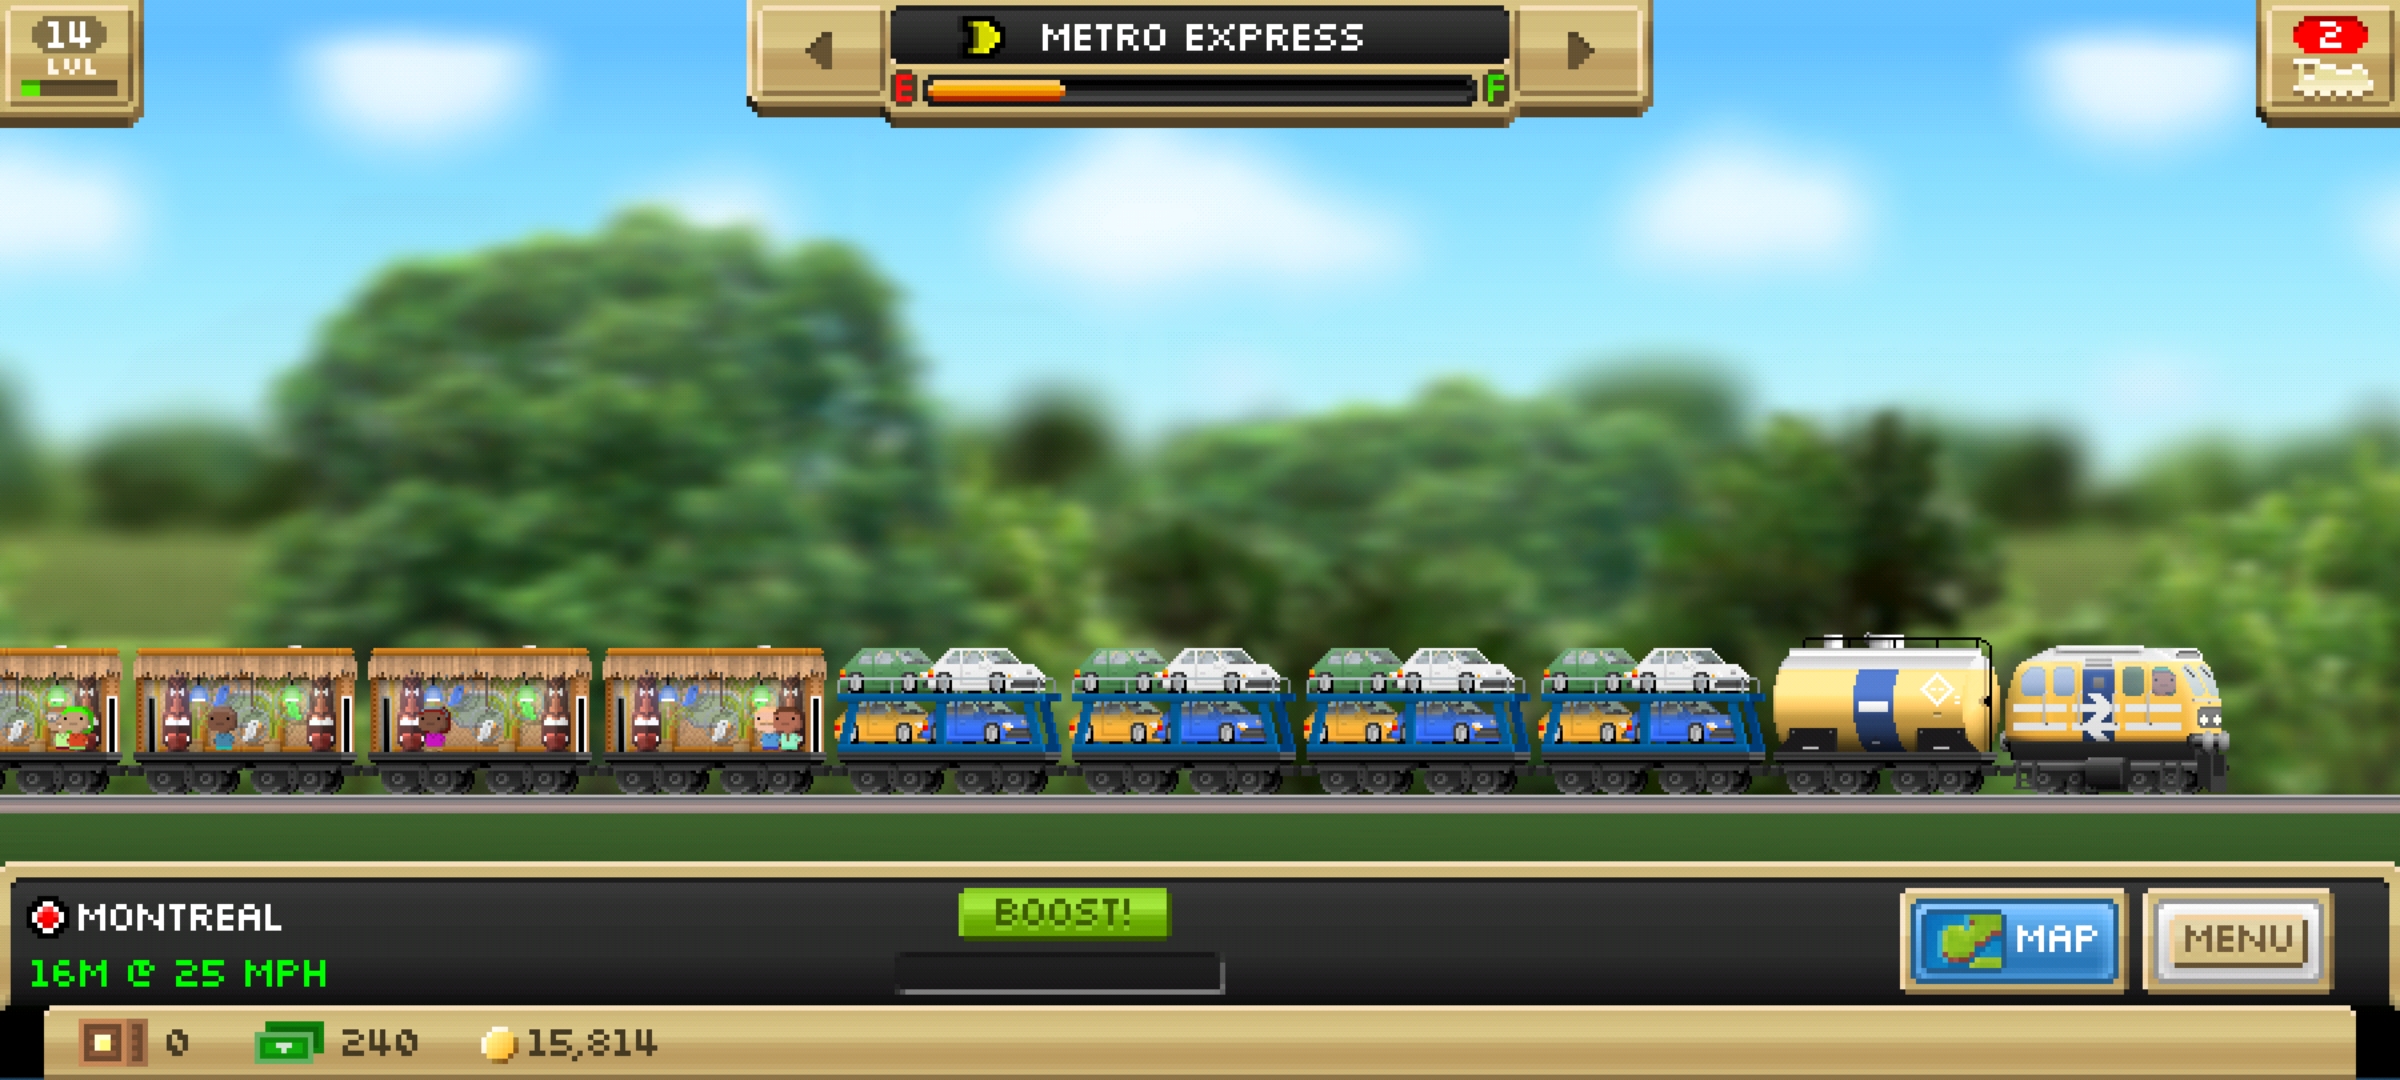 14
LVL
METRO EXPRESS
E F
2
MONTREAL
16M @ 25 MPH
BOOST!
MAP
MENU
0 240 15,814